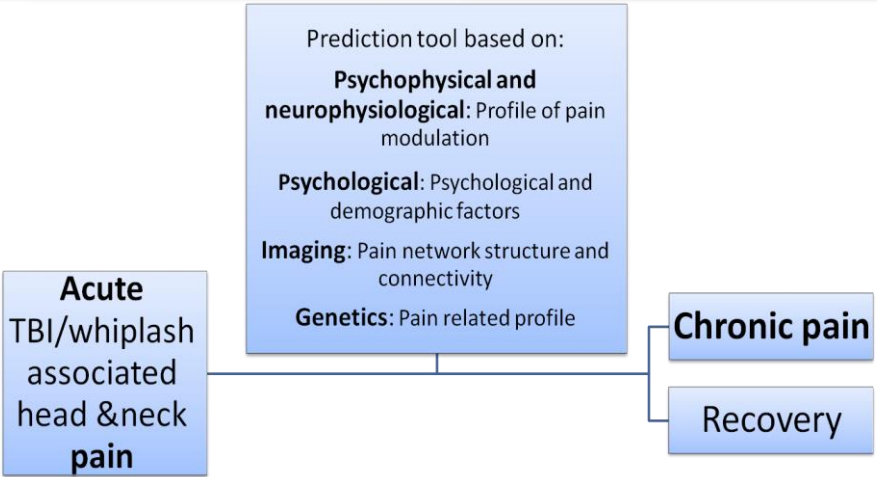 Prediction tool based on:
Psychophysical and
neurophysiological: Profile of pain
modulation
Psychological: Psychological and
demographic factors
Imaging: Pain network structure and
connectivity
Genetics: Pain related profile
Acute
TBI/whiplash
associated
head &neck
pain
Chronic pain
Recovery